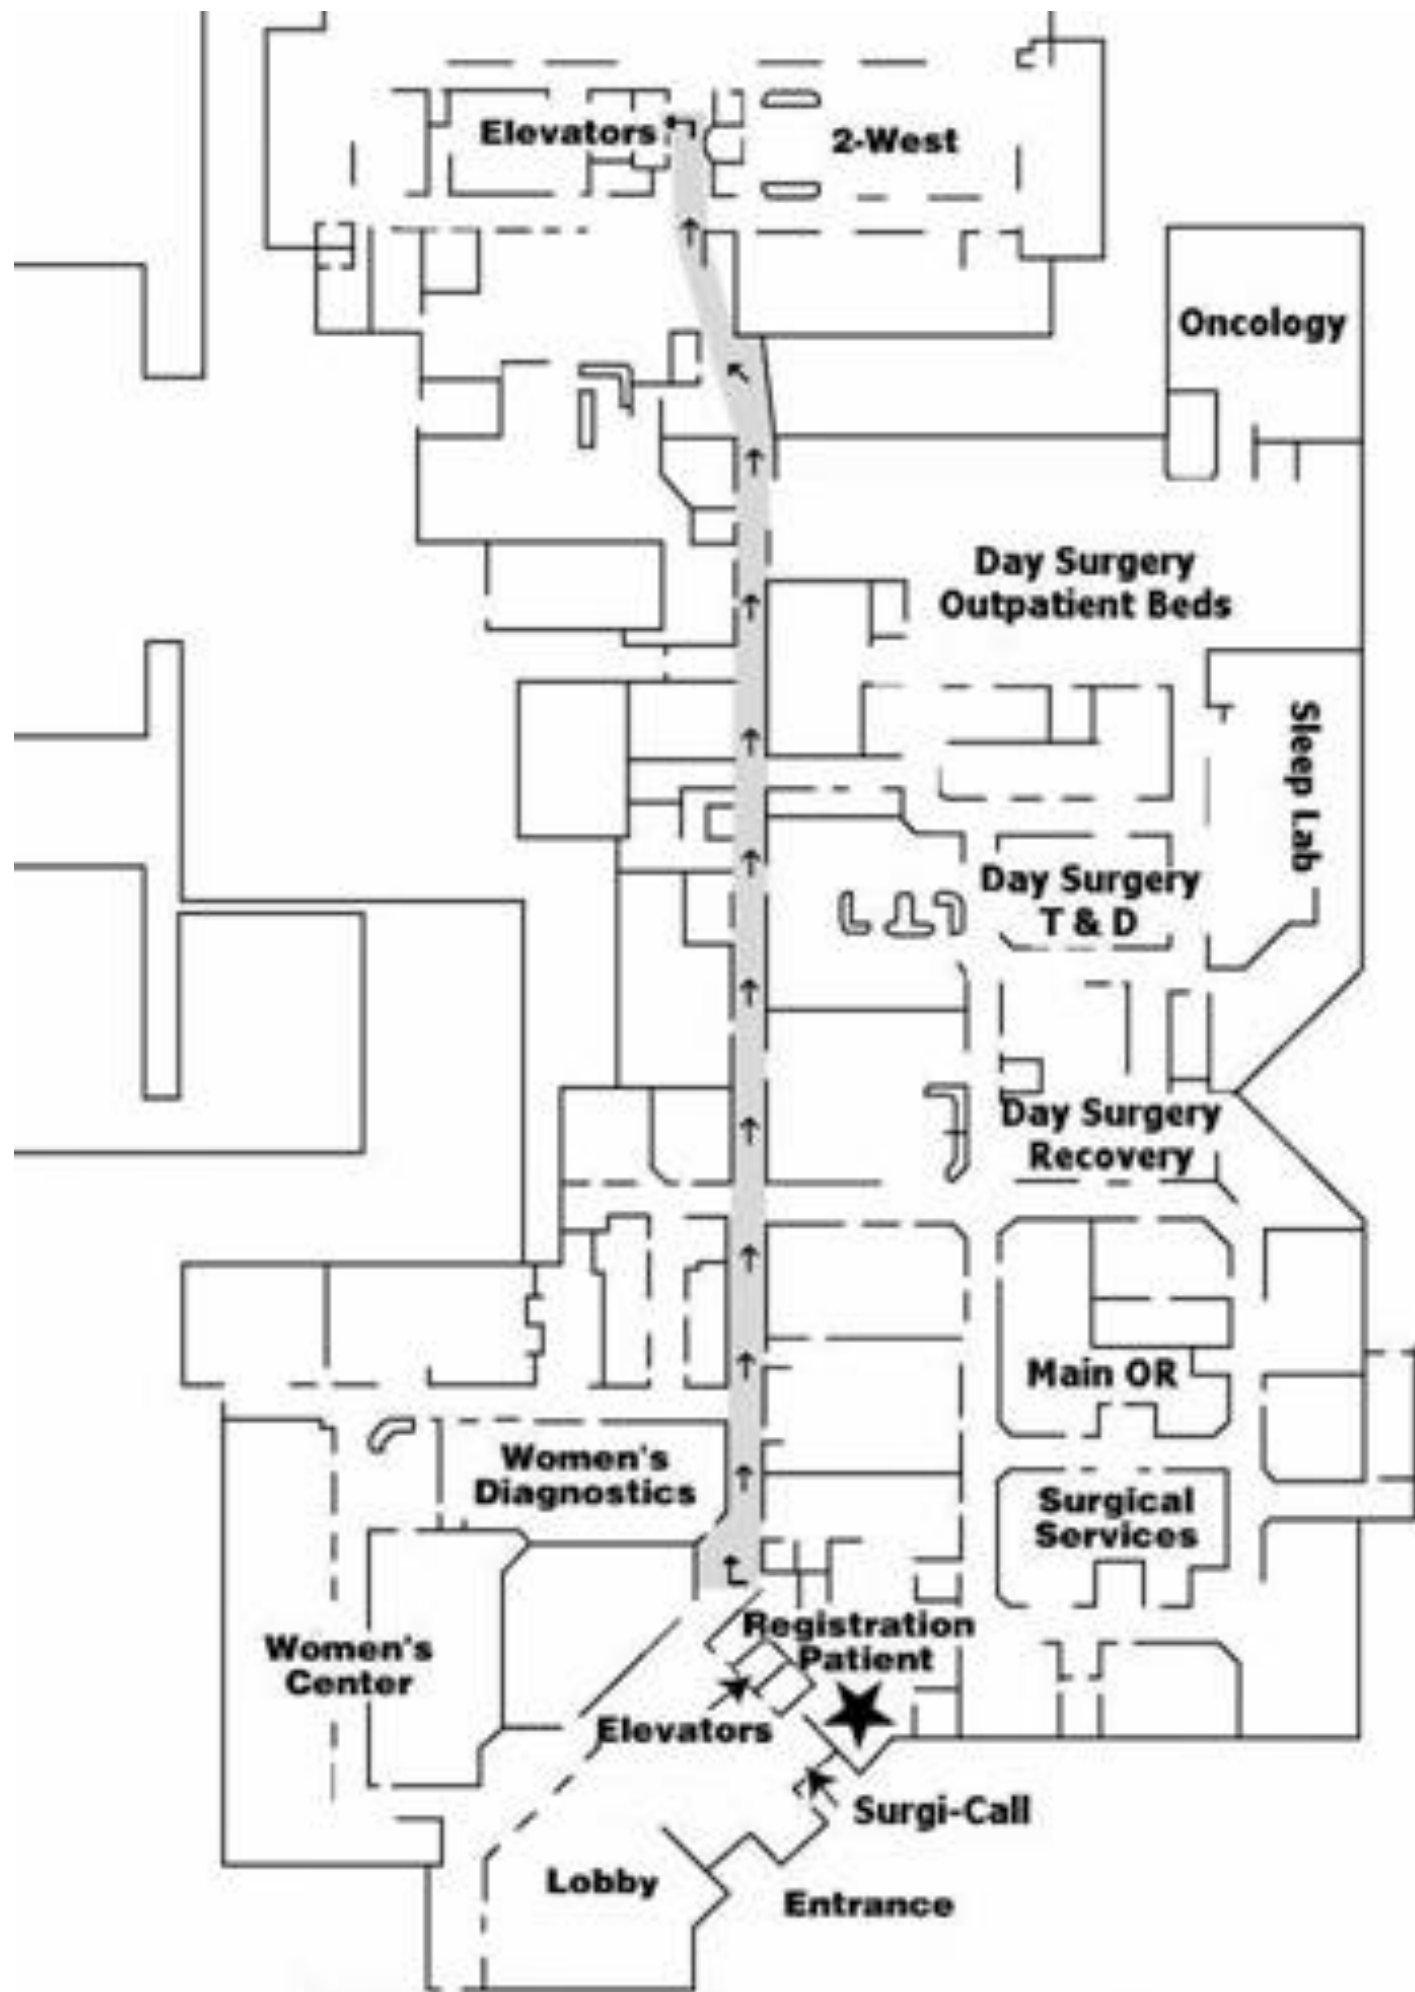 Elevators
2-West
Oncology
Day Surgery
Outpatient Beds
Sleep Lab
Day Surgery
T & D
Day Surgery
Recovery
Main OR
Women's
Diagnostics
Surgical
Services
Registration
Patient
Women's
Center
Elevators
Surgi-Call
Lobby
Entrance